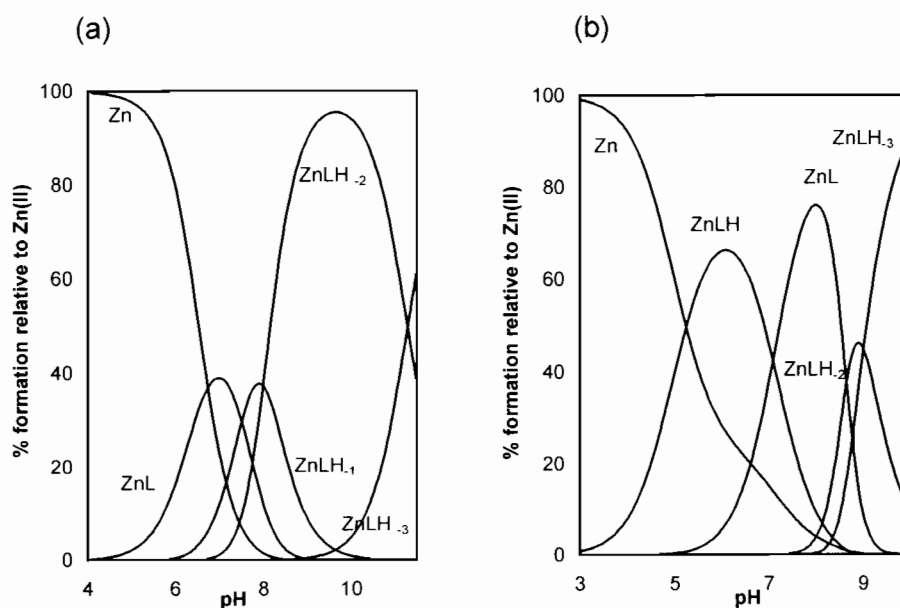 (a)
% formation relative to Zn(II)
100
80
60
40
20
0
Zn
ZnLH -2
ZnL
ZnLH -1
ZnLH -3
4
6
8
10
pH
(b)
% formation relative to Zn(II)
100
80
60
40
20
0
Zn
ZnLH
ZnL
ZnLH -3
ZnLH -2
3
5
7
9
pH